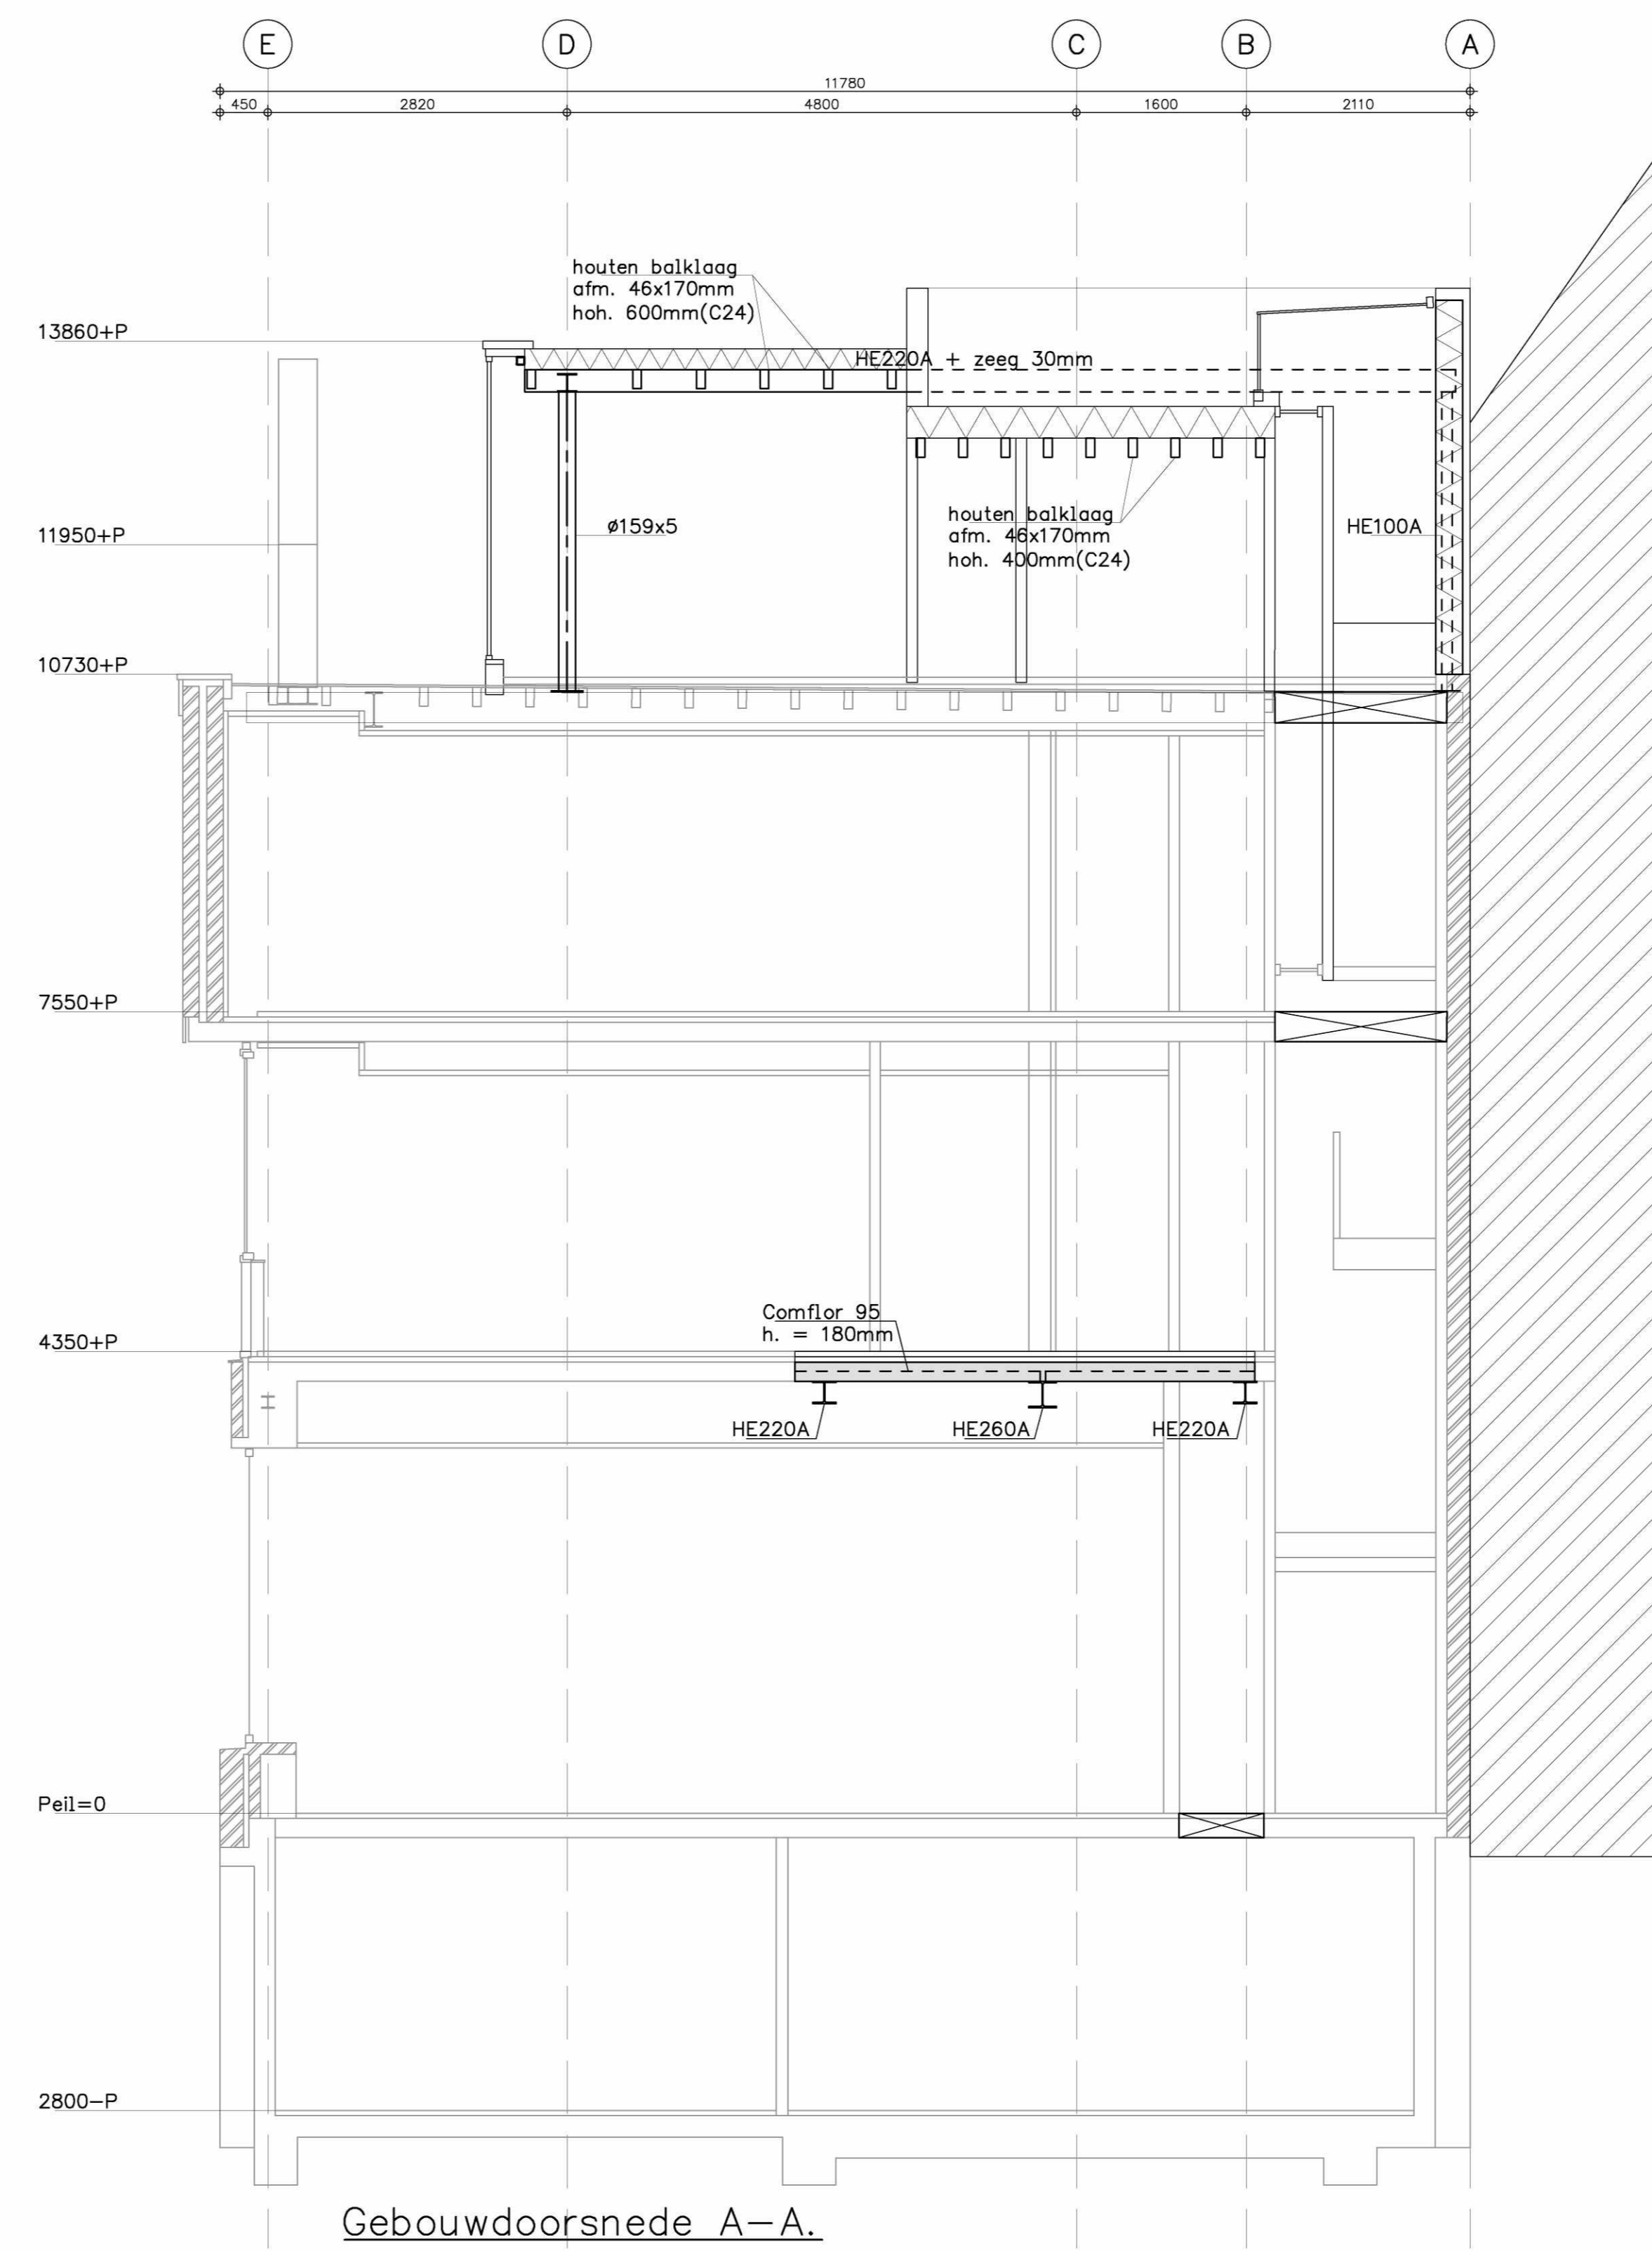 E
D
C
B
A
11780
450
2820
4800
1600
2110
houten balklaag
afm. 46x170mm
hoh. 600mm(C24)
13860+P
HE220A + zeeg 30mm
houten balklaag
afm. 46x170mm
hoh. 400mm(C24)
ø159x5
HE100A
11950+P
10730+P
7550+P
Comflor 95
h. = 180mm
4350+P
HE220A
HE260A
HE220A
Peil=0
2800-P
Gebouwdoorsnede A-A.